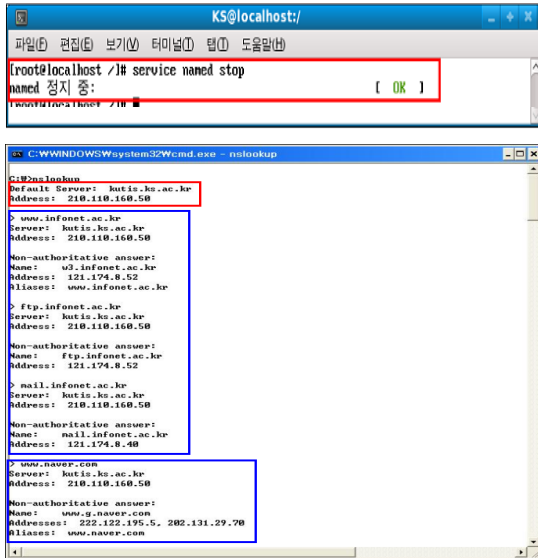 KS@localhost:/
파일(F) 편집(E) 보기(V) 터미널(T) 탭(T) 도움말(H)
[root@localhost /]# service named stop
named 정지 중: [ OK ]
[root@localhost /]#
C:₩WINDOWS₩system32₩cmd.exe - nslookup
C:₩>nslookup
Default Server: kutis.ks.ac.kr
Address: 210.110.160.50
> www.infonet.ac.kr
Server: kutis.ks.ac.kr
Address: 210.110.160.50
Non-authoritative answer:
Name: w3.infonet.ac.kr
Address: 121.174.8.52
Aliases: www.infonet.ac.kr
> ftp.infonet.ac.kr
Server: kutis.ks.ac.kr
Address: 210.110.160.50
Non-authoritative answer:
Name: ftp.infonet.ac.kr
Address: 121.174.8.52
> mail.infonet.ac.kr
Server: kutis.ks.ac.kr
Address: 210.110.160.50
Non-authoritative answer:
Name: mail.infonet.ac.kr
Address: 121.174.8.40
> www.naver.com
Server: kutis.ks.ac.kr
Address: 210.110.160.50
Non-authoritative answer:
Name: www.g.naver.com
Addresses: 222.122.195.5, 202.131.29.70
Aliases: www.naver.com